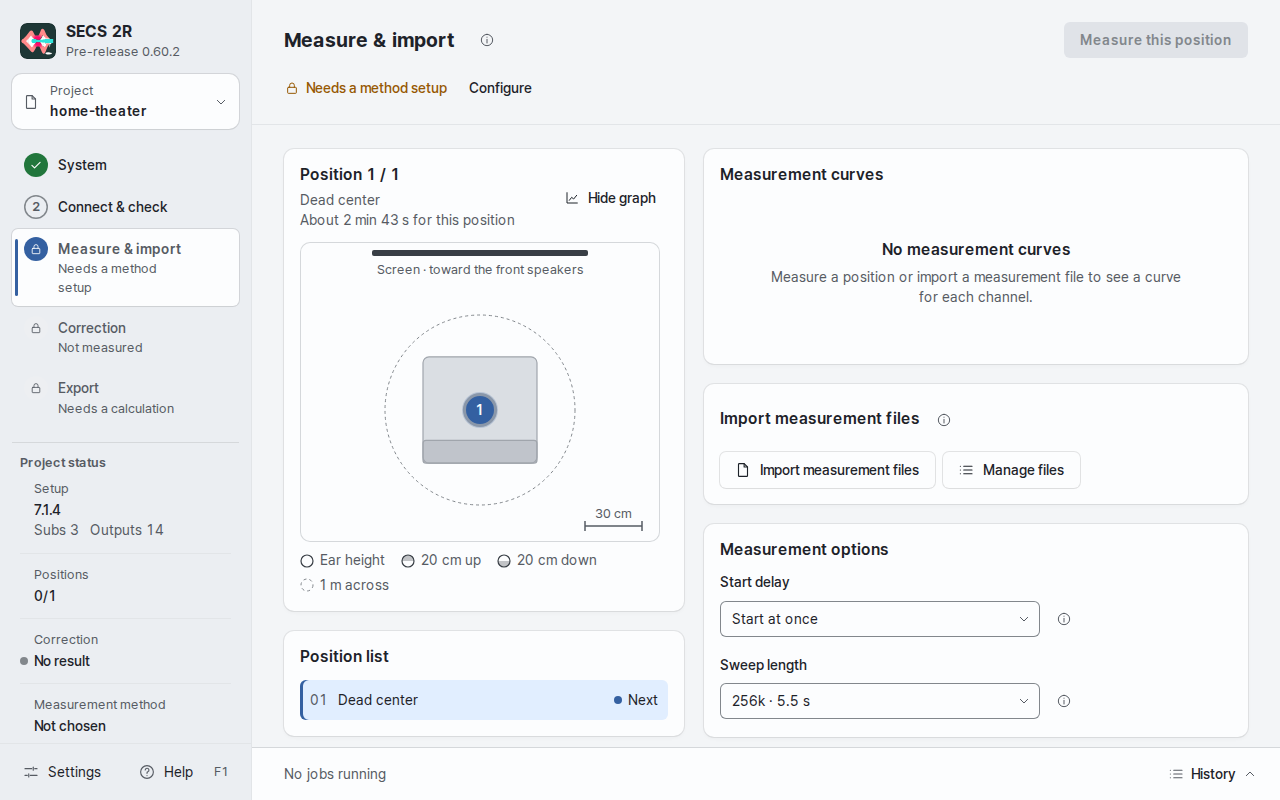 SECS 2R
Pre-release 0.60.2
Project
home-theater
System
2
Connect & check
Measure & import
Needs a method
setup
Correction
Not measured
Export
Needs a calculation
Project status
Setup
7.1.4
Subs 3 Outputs 14
Positions
0/1
Correction
No result
Measurement method
Not chosen
Settings
Help F1
Measure & import
Measure this position
Needs a method setup
Configure
Position 1 / 1
Dead center
About 2 min 43 s for this position
Hide graph
Screen · toward the front speakers
1
30 cm
Ear height
20 cm up
20 cm down
1 m across
Position list
01 Dead center
Next
Measurement curves
No measurement curves
Measure a position or import a measurement file to see a curve
for each channel.
Import measurement files
Import measurement files
Manage files
Measurement options
Start delay
Start at once
Sweep length
256k · 5.5 s
No jobs running
History